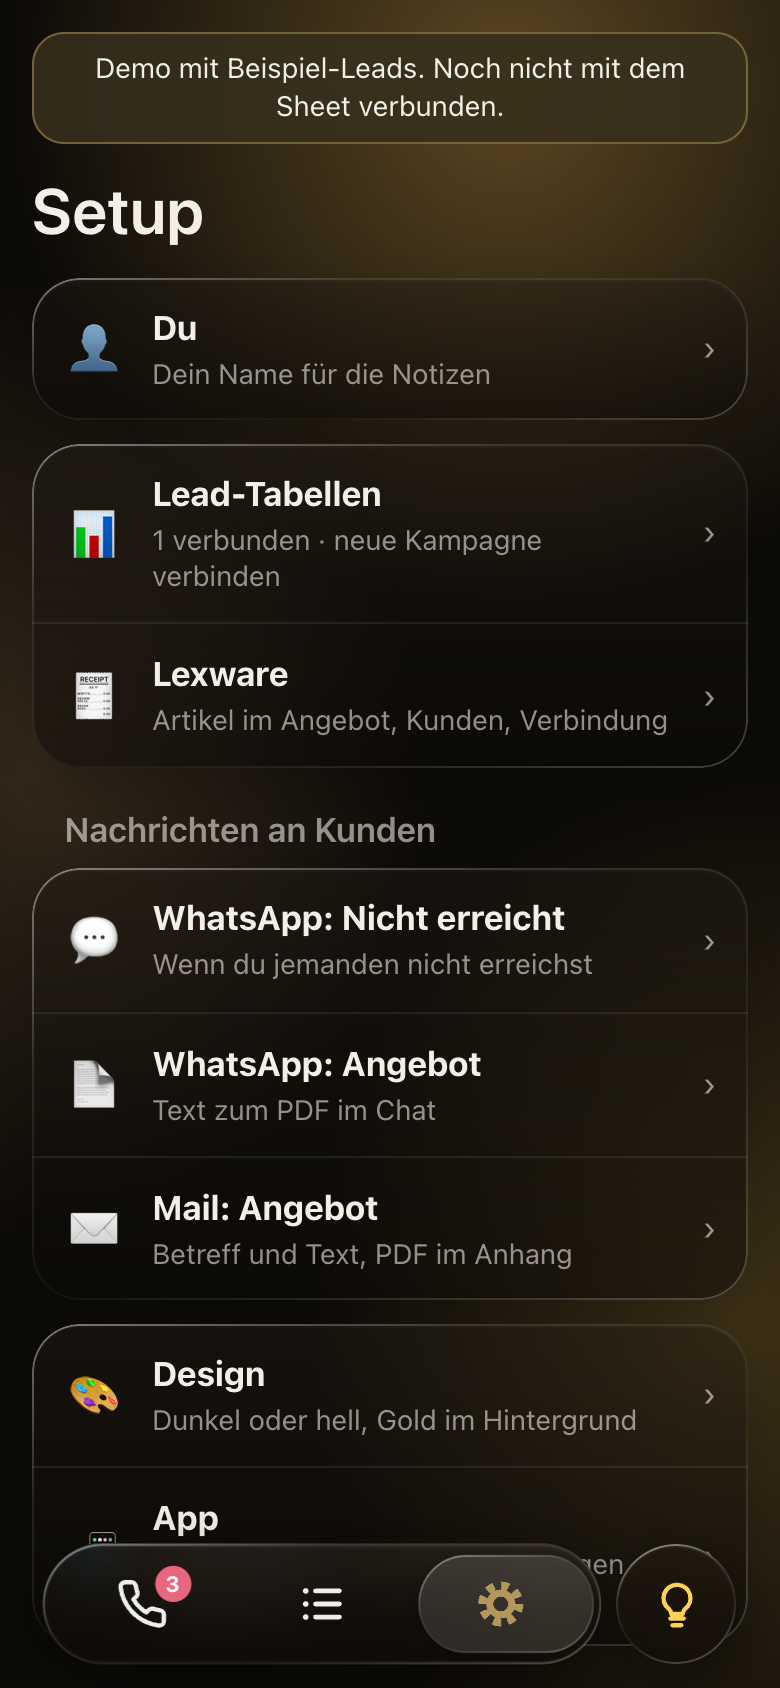 Demo mit Beispiel-Leads. Noch nicht mit dem
Sheet verbunden.
Setup
Du
Dein Name für die Notizen
Lead-Tabellen
1 verbunden · neue Kampagne
verbinden
RECEIPT
Lexware
Artikel im Angebot, Kunden, Verbindung
Nachrichten an Kunden
WhatsApp: Nicht erreicht
Wenn du jemanden nicht erreichst
WhatsApp: Angebot
Text zum PDF im Chat
Mail: Angebot
Betreff und Text, PDF im Anhang
Design
Dunkel oder hell, Gold im Hintergrund
App
gen
3